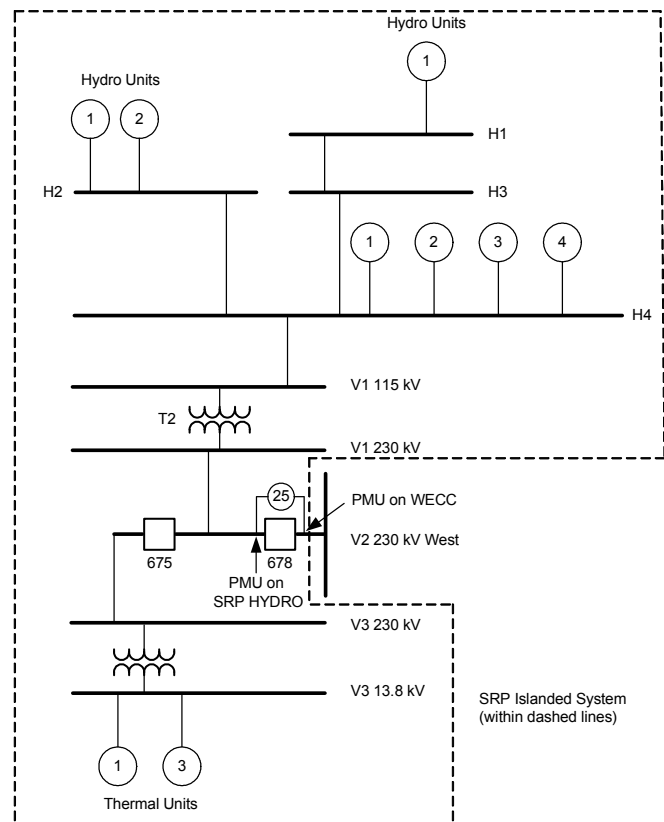 Hydro Units
1
Hydro Units
1
2
H1
H2
H3
1
2
3
4
H4
V1 115 kV
T2
V1 230 kV
25
PMU on WECC
V2 230 kV West
675
678
PMU on
SRP HYDRO
V3 230 kV
V3 13.8 kV
SRP Islanded System
(within dashed lines)
1
3
Thermal Units